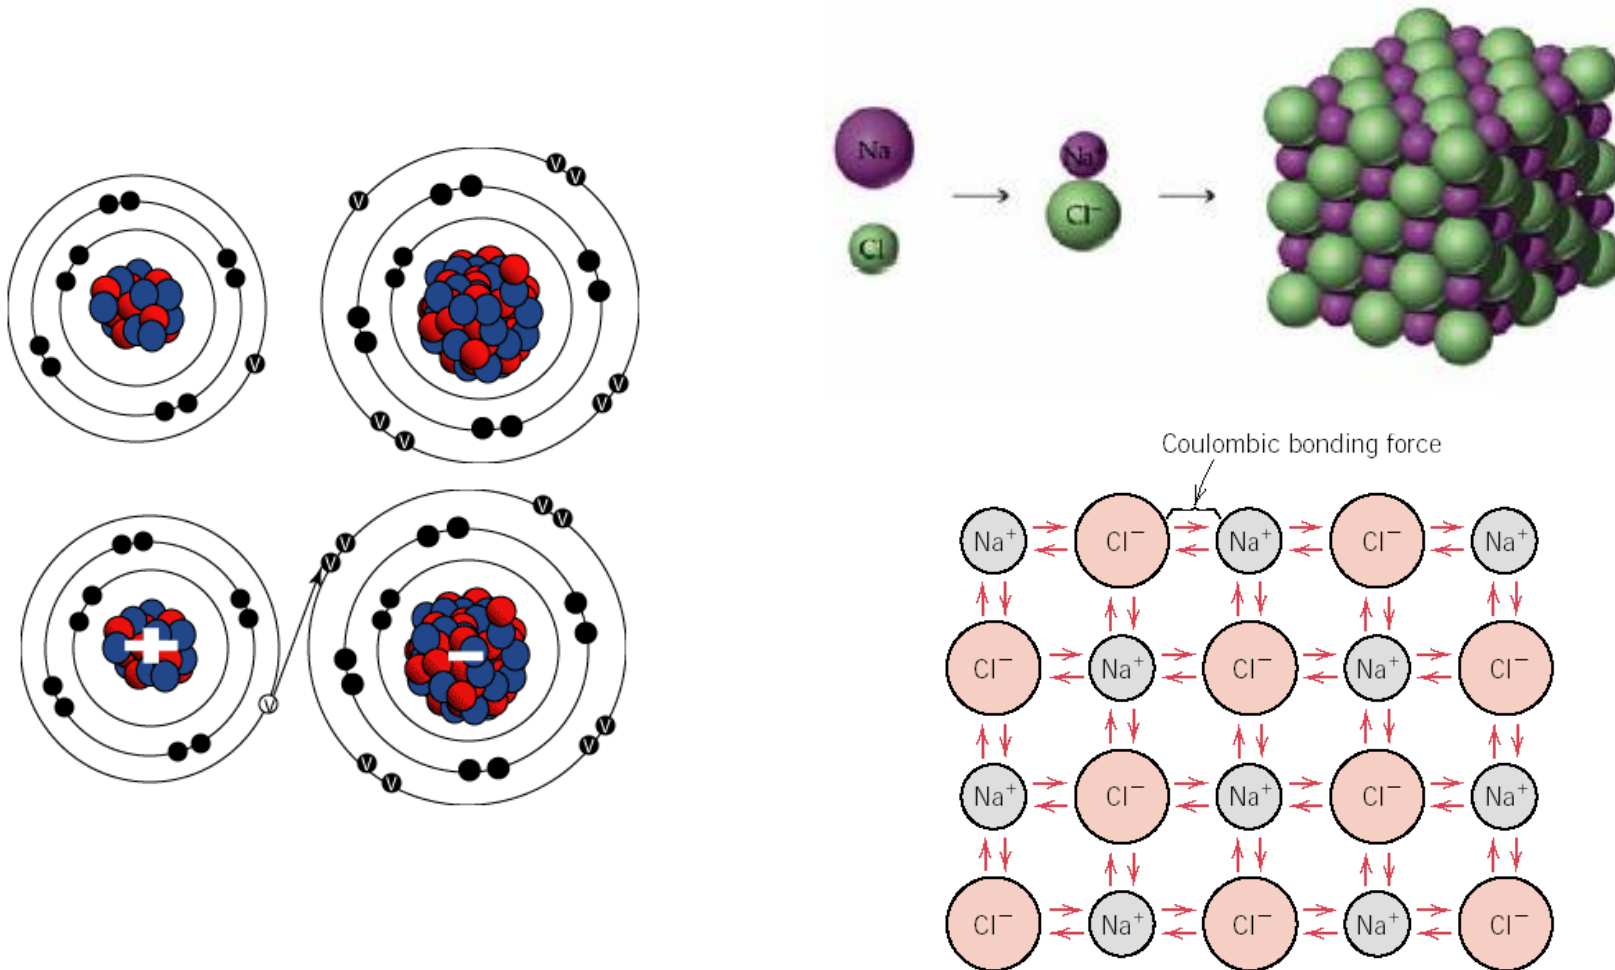 V V
V
V
V
V
V
V
V
V V
V
V
+
−
V
V
V
V
V
Na
Cl
Na⁺
Cl⁻
Coulombic bonding force
Na⁺ Cl⁻ Na⁺ Cl⁻ Na⁺
Cl⁻ Na⁺ Cl⁻ Na⁺ Cl⁻
Na⁺ Cl⁻ Na⁺ Cl⁻ Na⁺
Cl⁻ Na⁺ Cl⁻ Na⁺ Cl⁻